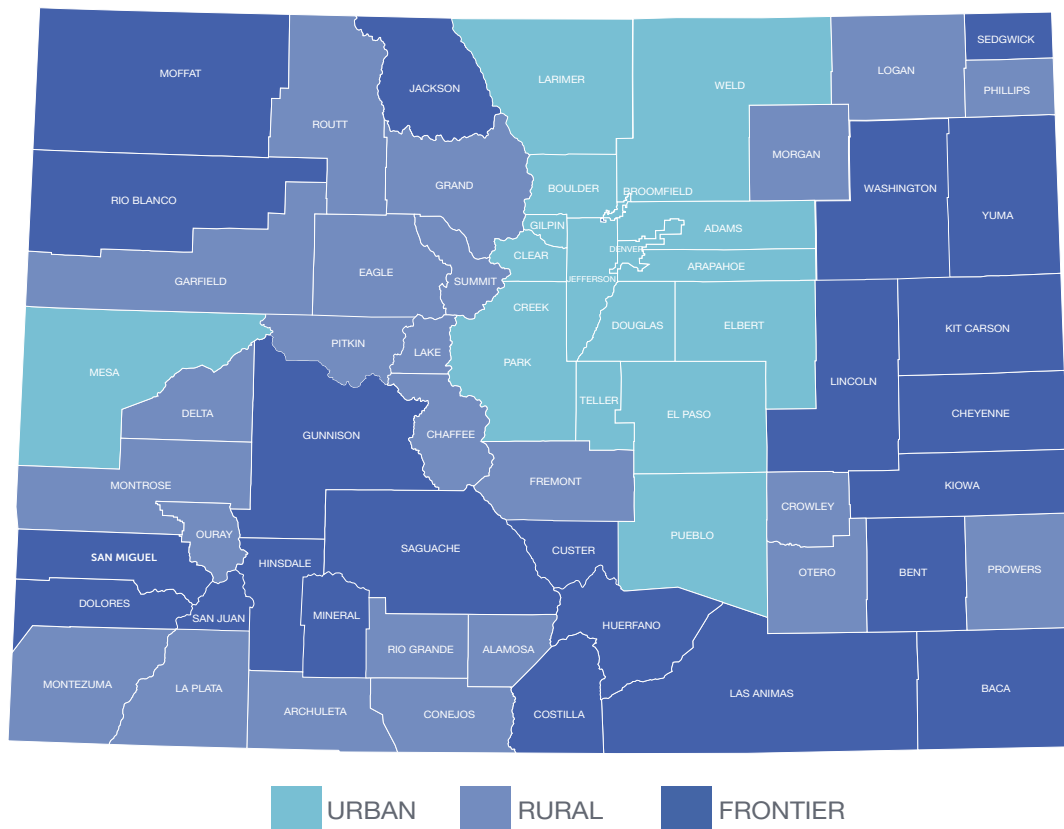 SEDGWICK
MOFFAT
LARIMER
LOGAN
WELD
JACKSON
PHILLIPS
ROUTT
MORGAN
GRAND
BOULDER
BROOMFIELD
WASHINGTON
RIO BLANCO
YUMA
GILPIN
ADAMS
DENVER
CLEAR
ARAPAHOE
EAGLE
GARFIELD
SUMMIT
JEFFERSON
CREEK
DOUGLAS
ELBERT
KIT CARSON
PITKIN
LAKE
PARK
MESA
LINCOLN
TELLER
DELTA
EL PASO
CHEYENNE
GUNNISON
CHAFFEE
FREMONT
MONTROSE
KIOWA
CROWLEY
OURAY
PUEBLO
SAN MIGUEL
SAGUACHE
CUSTER
HINSDALE
OTERO
BENT
PROWERS
DOLORES
SAN JUAN
MINERAL
HUERFANO
RIO GRANDE
ALAMOSA
MONTEZUMA
LA PLATA
LAS ANIMAS
BACA
ARCHULETA
CONEJOS
COSTILLA
URBAN
RURAL
FRONTIER